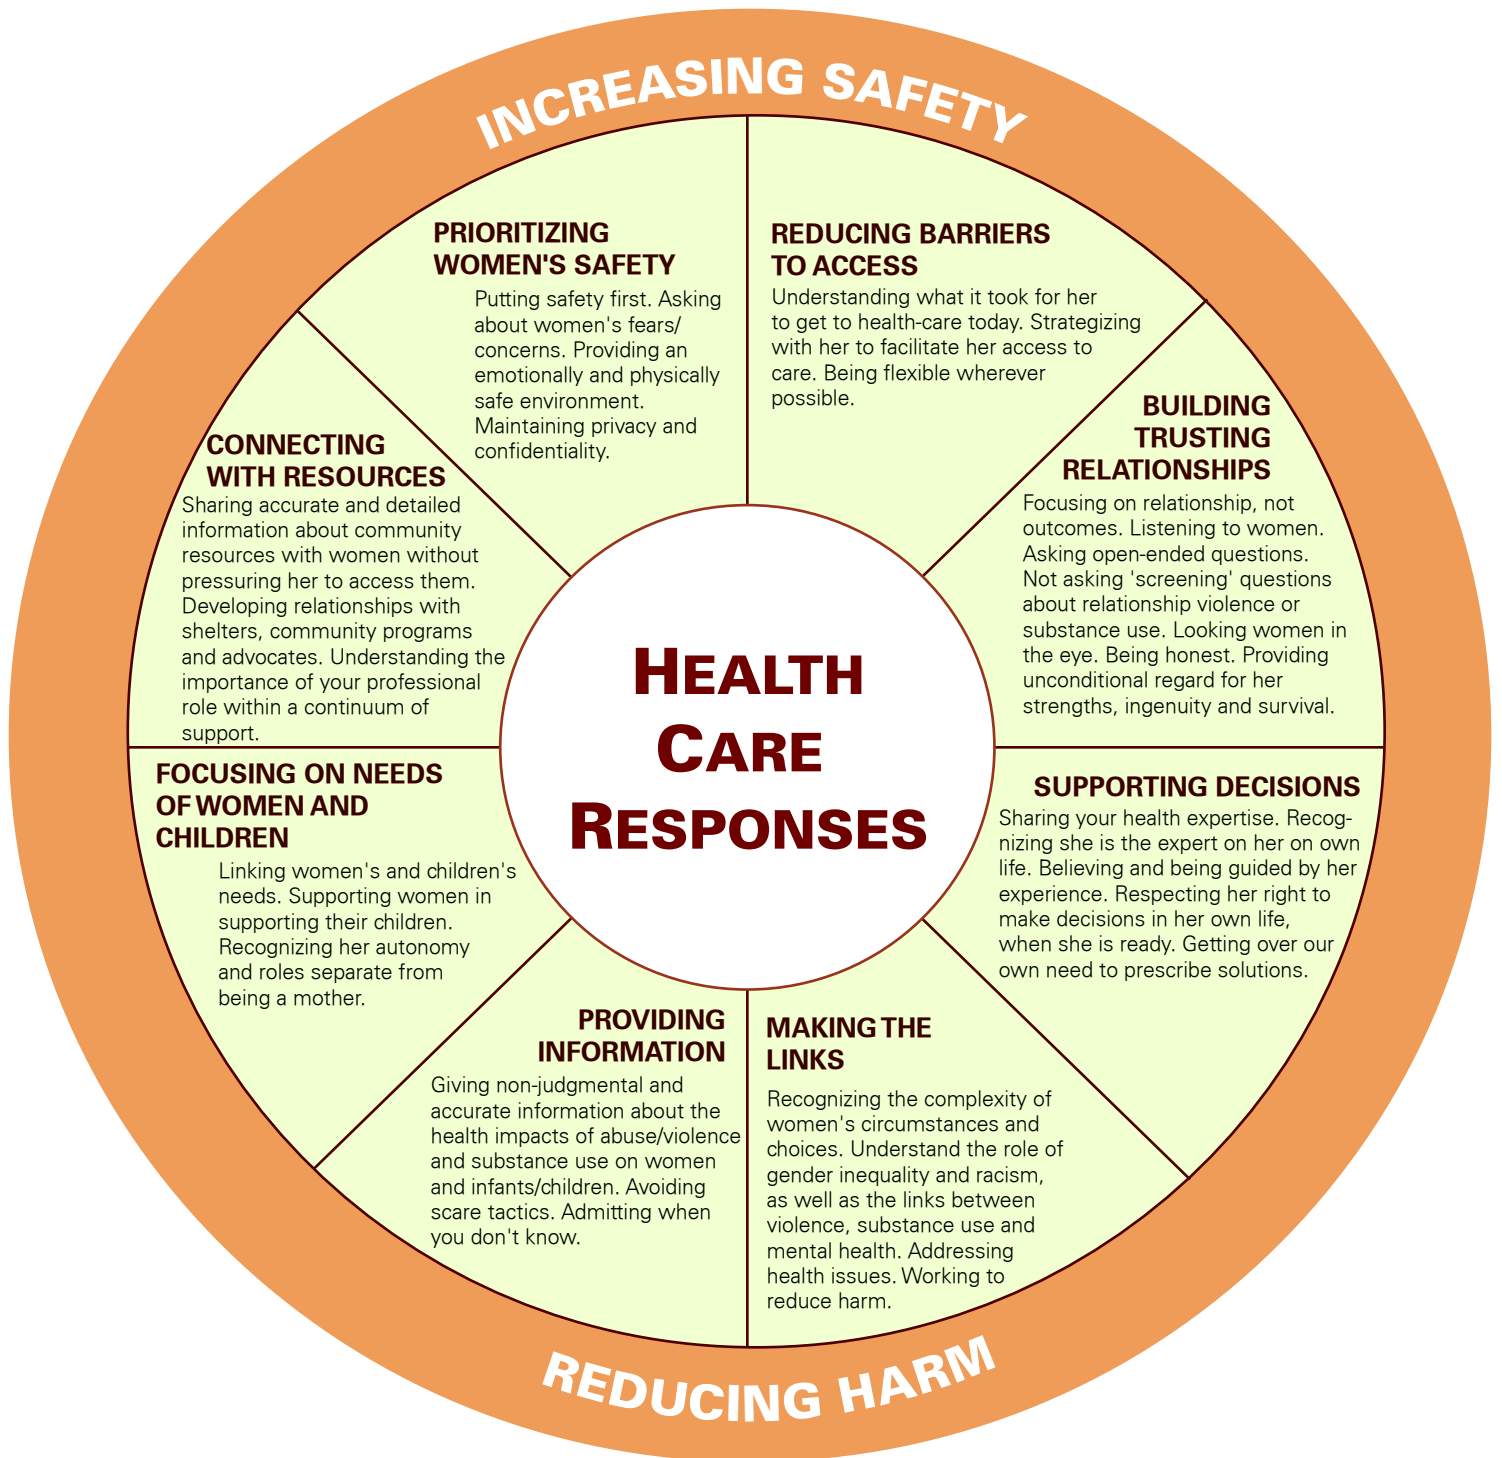 INCREASING SAFETY
PRIORITIZING
WOMEN'S SAFETY
Putting safety first. Asking
about women's fears/
concerns. Providing an
emotionally and physically
safe environment.
Maintaining privacy and
confidentiality.
REDUCING BARRIERS
TO ACCESS
Understanding what it took for her
to get to health-care today. Strategizing
with her to facilitate her access to
care. Being flexible wherever
possible.
BUILDING
TRUSTING
RELATIONSHIPS
Focusing on relationship, not
outcomes. Listening to women.
Asking open-ended questions.
Not asking 'screening' questions
about relationship violence or
substance use. Looking women in
the eye. Being honest. Providing
unconditional regard for her
strengths, ingenuity and survival.
SUPPORTING DECISIONS
Sharing your health expertise. Recog-
nizing she is the expert on her on own
life. Believing and being guided by her
experience. Respecting her right to
make decisions in her own life,
when she is ready. Getting over our
own need to prescribe solutions.
MAKING THE
LINKS
Recognizing the complexity of
women's circumstances and
choices. Understand the role of
gender inequality and racism,
as well as the links between
violence, substance use and
mental health. Addressing
health issues. Working to
reduce harm.
PROVIDING
INFORMATION
Giving non-judgmental and
accurate information about the
health impacts of abuse/violence
and substance use on women
and infants/children. Avoiding
scare tactics. Admitting when
you don't know.
FOCUSING ON NEEDS
OF WOMEN AND
CHILDREN
Linking women's and children's
needs. Supporting women in
supporting their children.
Recognizing her autonomy
and roles separate from
being a mother.
CONNECTING
WITH RESOURCES
Sharing accurate and detailed
information about community
resources with women without
pressuring her to access them.
Developing relationships with
shelters, community programs
and advocates. Understanding the
importance of your professional
role within a continuum of
support.
HEALTH
CARE
RESPONSES
REDUCING HARM